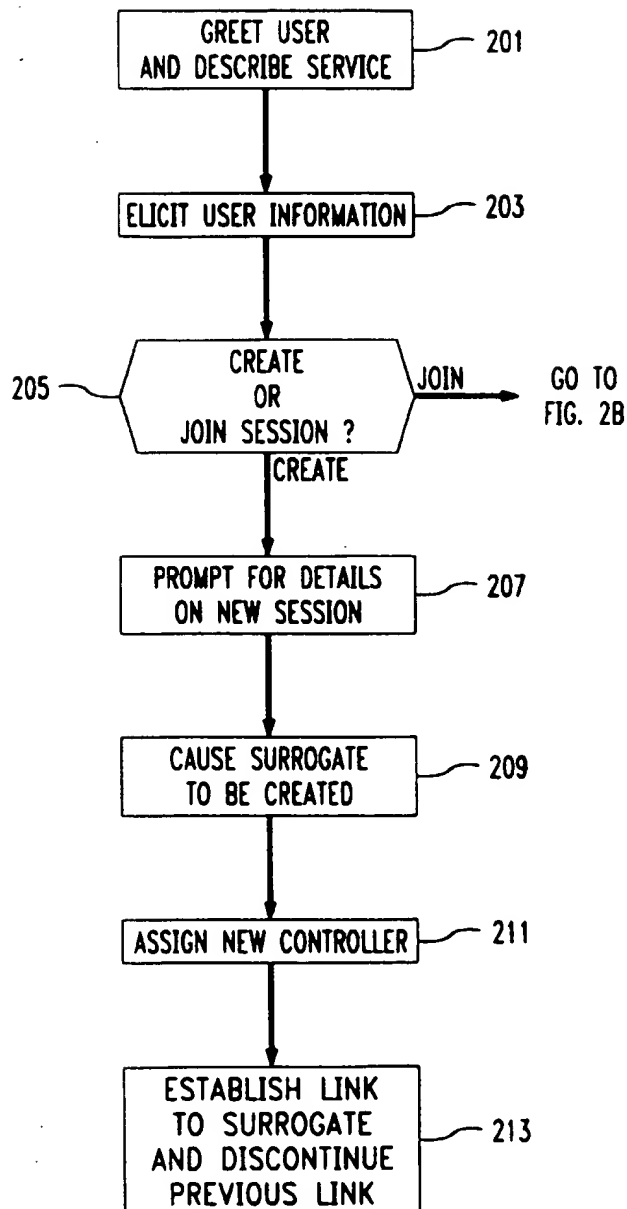 GREET USER
AND DESCRIBE SERVICE
201
ELICIT USER INFORMATION
203
205
CREATE
OR
JOIN SESSION ?
JOIN
GO TO
FIG. 2B
CREATE
PROMPT FOR DETAILS
ON NEW SESSION
207
CAUSE SURROGATE
TO BE CREATED
209
ASSIGN NEW CONTROLLER
211
ESTABLISH LINK
TO SURROGATE
AND DISCONTINUE
PREVIOUS LINK
213